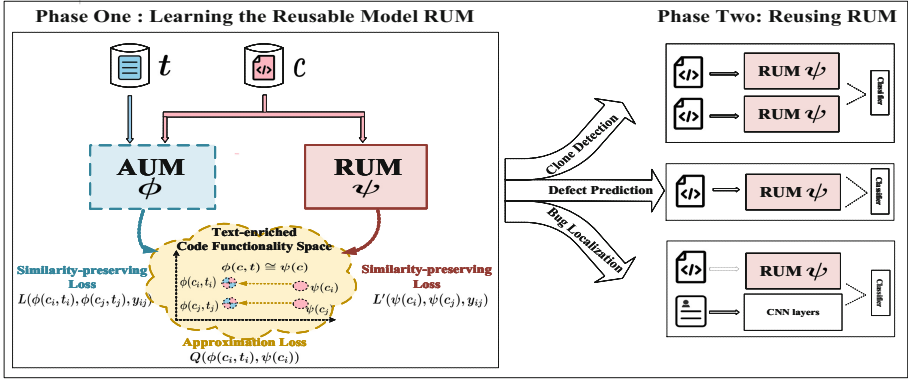 Phase One : Learning the Reusable Model RUM
t
c
AUM
ϕ
RUM
ψ
Text-enriched
Code Functionality Space
ϕ(c, t) ≅ ψ(c)
ϕ(c_i, t_i)
ψ(c_i)
ϕ(c_j, t_j)
ψ(c_j)
Similarity-preserving
Loss
L(ϕ(c_i, t_i), ϕ(c_j, t_j), y_ij)
Similarity-preserving
Loss
L′(ψ(c_i), ψ(c_j), y_ij)
Approximation Loss
Q(ϕ(c_i, t_i), ψ(c_i))
Clone Detection
Defect Prediction
Bug Localization
Phase Two: Reusing RUM
</>
RUM ψ
</>
RUM ψ
Classifier
</>
RUM ψ
Classifier
</>
RUM ψ
CNN layers
Classifier